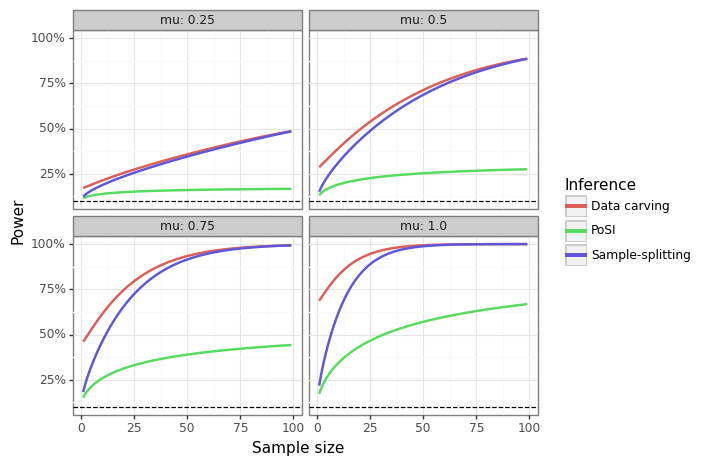 mu: 0.25
mu: 0.5
100%
75%
50%
25%
mu: 0.75
mu: 1.0
100%
75%
50%
25%
0 25 50 75 100
0 25 50 75 100
Sample size
Power
Inference
Data carving
PoSI
Sample-splitting